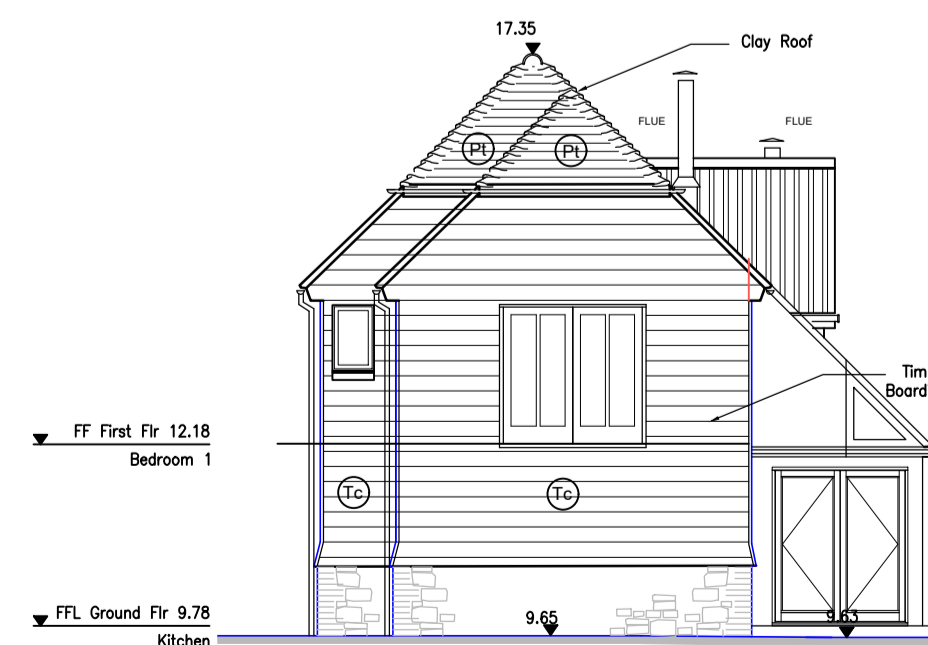 17.35
Clay Roof
FLUE
FLUE
Pt
Pt
Tim
Board
FF First Flr 12.18
Bedroom 1
Tc
Tc
FFL Ground Flr 9.78
Kitchen
9.65
9.63